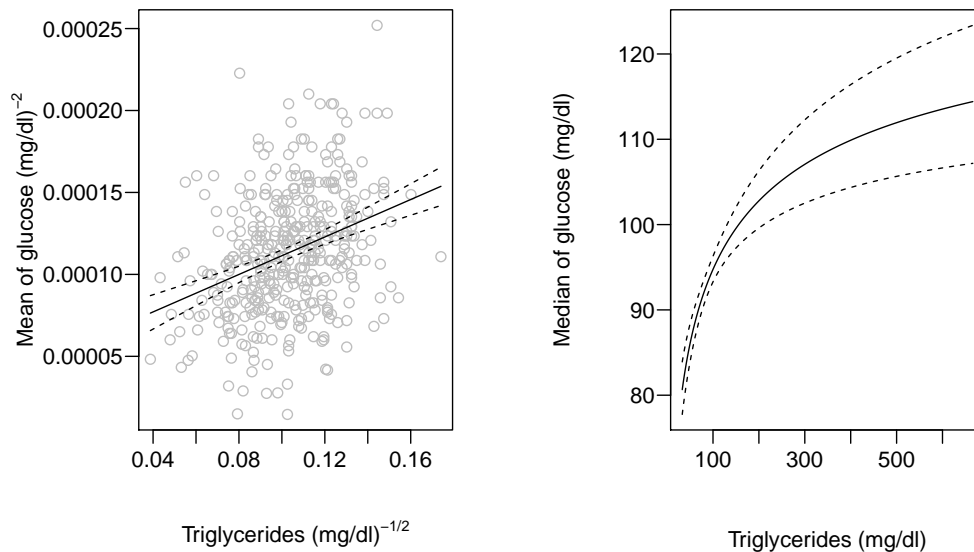 0.00025
0.00020
0.00015
0.00010
0.00005
Mean of glucose (mg/dl)⁻²
0.04 0.08 0.12 0.16
Triglycerides (mg/dl)⁻¹/²
120
110
100
90
80
Median of glucose (mg/dl)
100 300 500
Triglycerides (mg/dl)